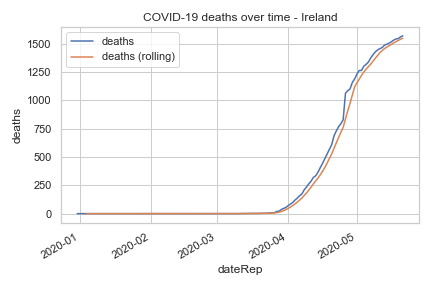 COVID-19 deaths over time - Ireland
deaths
deaths (rolling)
1500
1250
1000
750
500
250
0
deaths
2020-01
2020-02
2020-03
2020-04
2020-05
dateRep